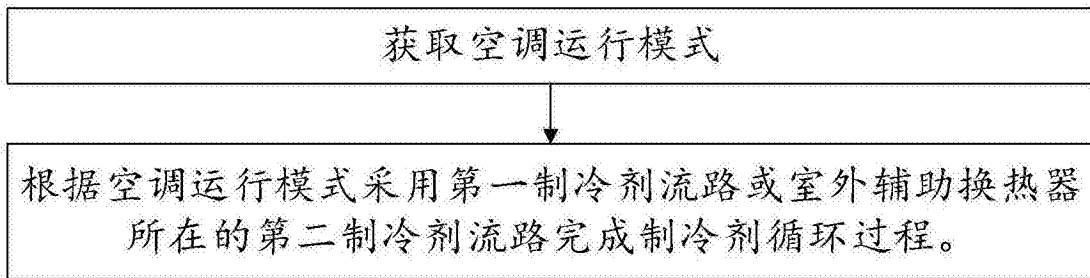 获取空调运行模式
根据空调运行模式采用第一制冷剂流路或室外辅助换热器
所在的第二制冷剂流路完成制冷剂循环过程。